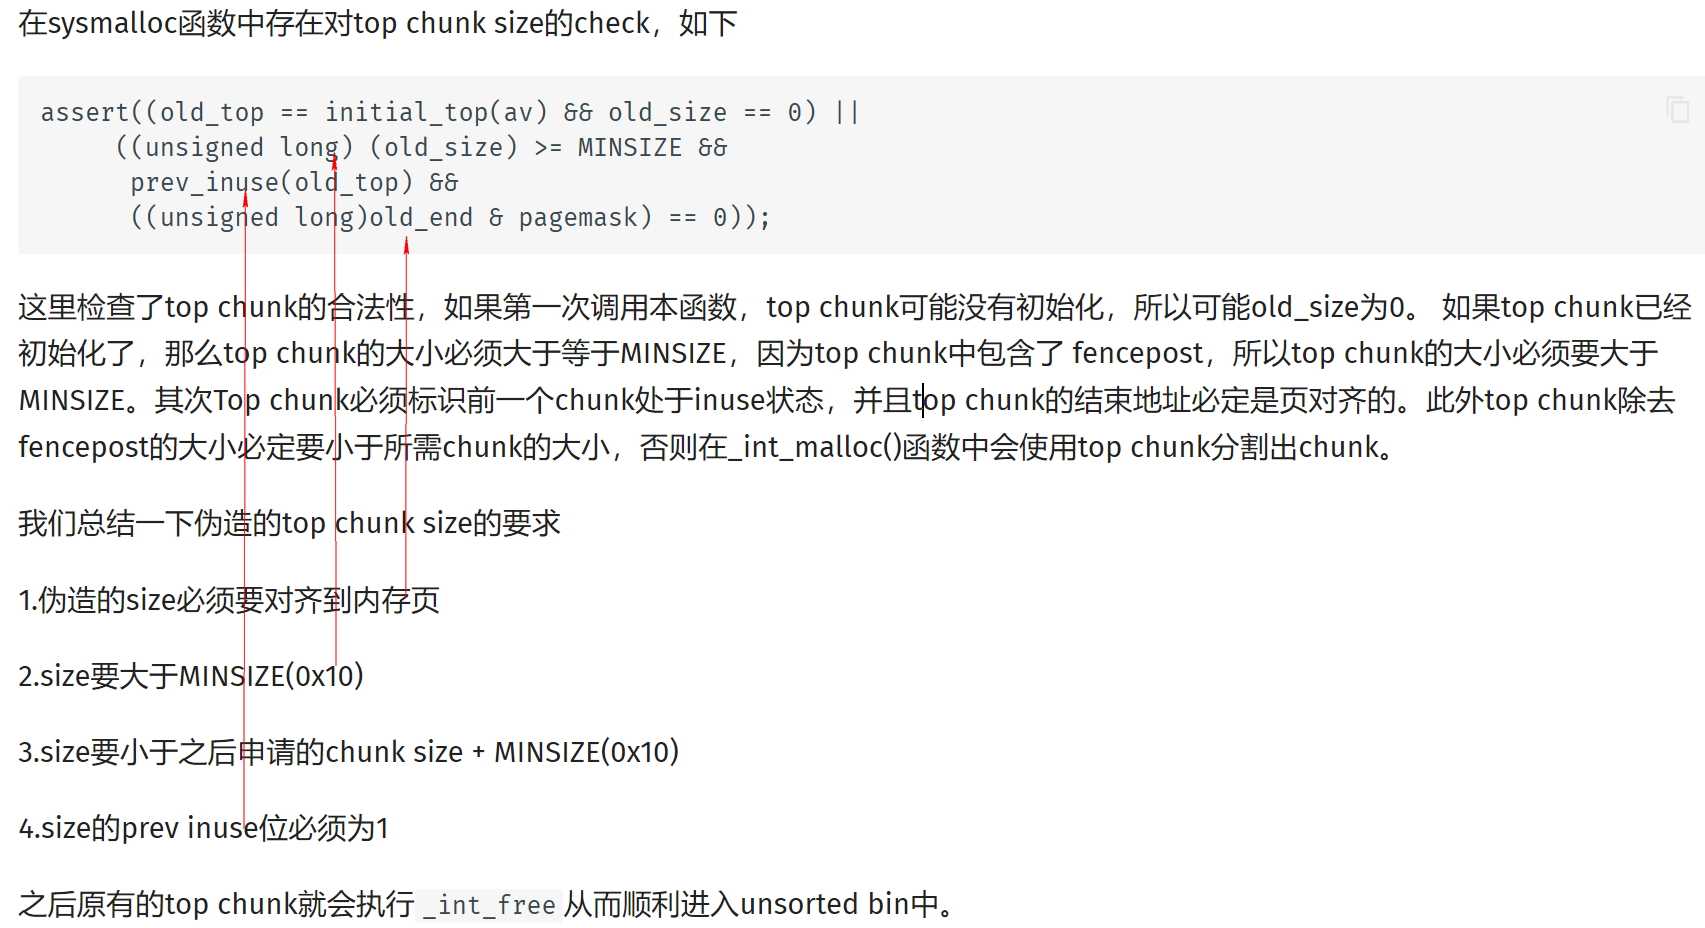 在sysmalloc函数中存在对top chunk size的check，如下
assert((old_top == initial_top(av) && old_size == 0) ||
((unsigned long) (old_size) >= MINSIZE &&
prev_inuse(old_top) &&
((unsigned long)old_end & pagemask) == 0));
这里检查了top chunk的合法性，如果第一次调用本函数，top chunk可能没有初始化，所以可能old_size为0。 如果top chunk已经
初始化了，那么top chunk的大小必须大于等于MINSIZE，因为top chunk中包含了 fencepost，所以top chunk的大小必须要大于
MINSIZE。其次Top chunk必须标识前一个chunk处于inuse状态，并且top chunk的结束地址必定是页对齐的。此外top chunk除去
fencepost的大小必定要小于所需chunk的大小，否则在_int_malloc()函数中会使用top chunk分割出chunk。
我们总结一下伪造的top chunk size的要求
1.伪造的size必须要对齐到内存页
2.size要大于MINSIZE(0x10)
3.size要小于之后申请的chunk size + MINSIZE(0x10)
4.size的prev inuse位必须为1
之后原有的top chunk就会执行_int_free从而顺利进入unsorted bin中。